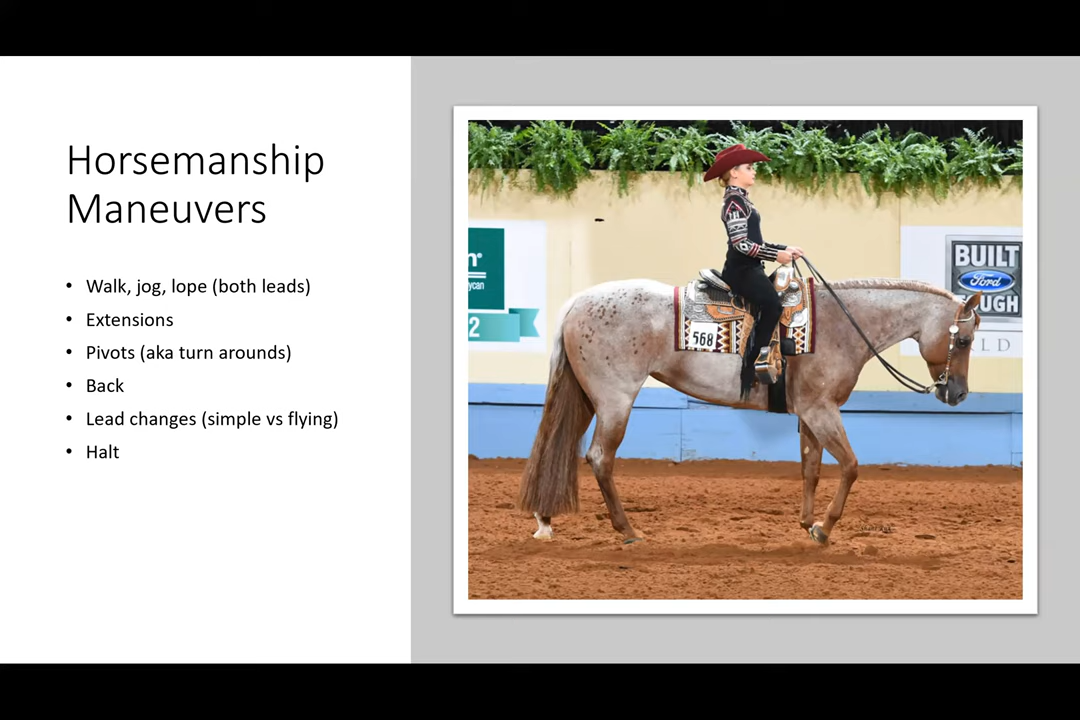 Horsemanship
Maneuvers
• Walk, jog, lope (both leads)
• Extensions
• Pivots (aka turn arounds)
• Back
• Lead changes (simple vs flying)
• Halt
BUILT
Ford
568
2